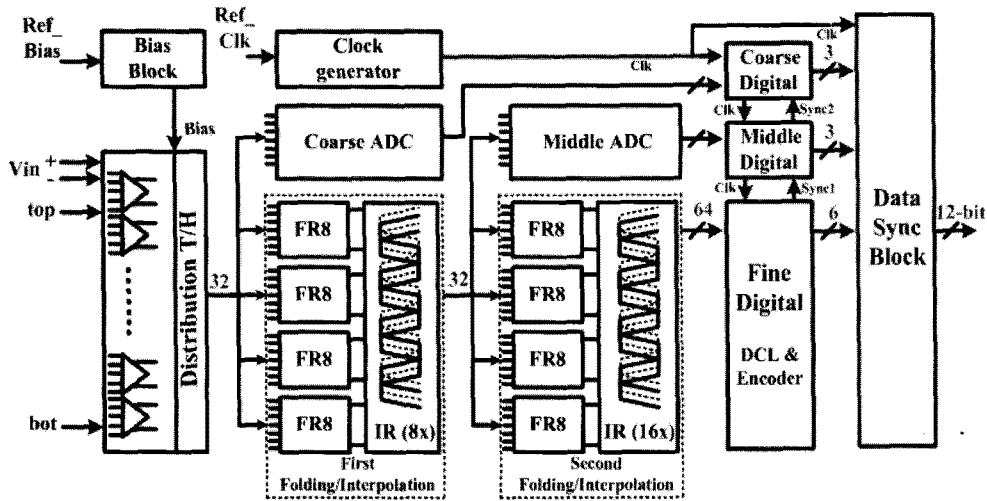 Ref_
Bias
Bias
Block
Bias
Vin +
-
top
bot
Distribution T/H
32
Ref_
Clk
Clock
generator
Clk
Coarse ADC
FR8
FR8
FR8
FR8
IR (8x)
First
Folding/Interpolation
32
Middle ADC
FR8
FR8
FR8
FR8
IR (16x)
Second
Folding/Interpolation
64
Clk
Coarse
Digital
3
Clk
Sync2
Middle
Digital
3
Clk
Sync1
Fine
Digital
DCL &
Encoder
6
Data
Sync
Block
12-bit